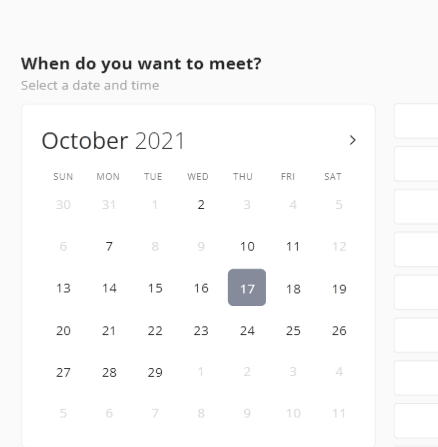 When do you want to meet?
Select a date and time
October 2021
SUN MON TUE WED THU FRI SAT
30 31 1 2 3 4 5
6 7 8 9 10 11 12
13 14 15 16 17 18 19
20 21 22 23 24 25 26
27 28 29 1 2 3 4
5 6 7 8 9 10 11